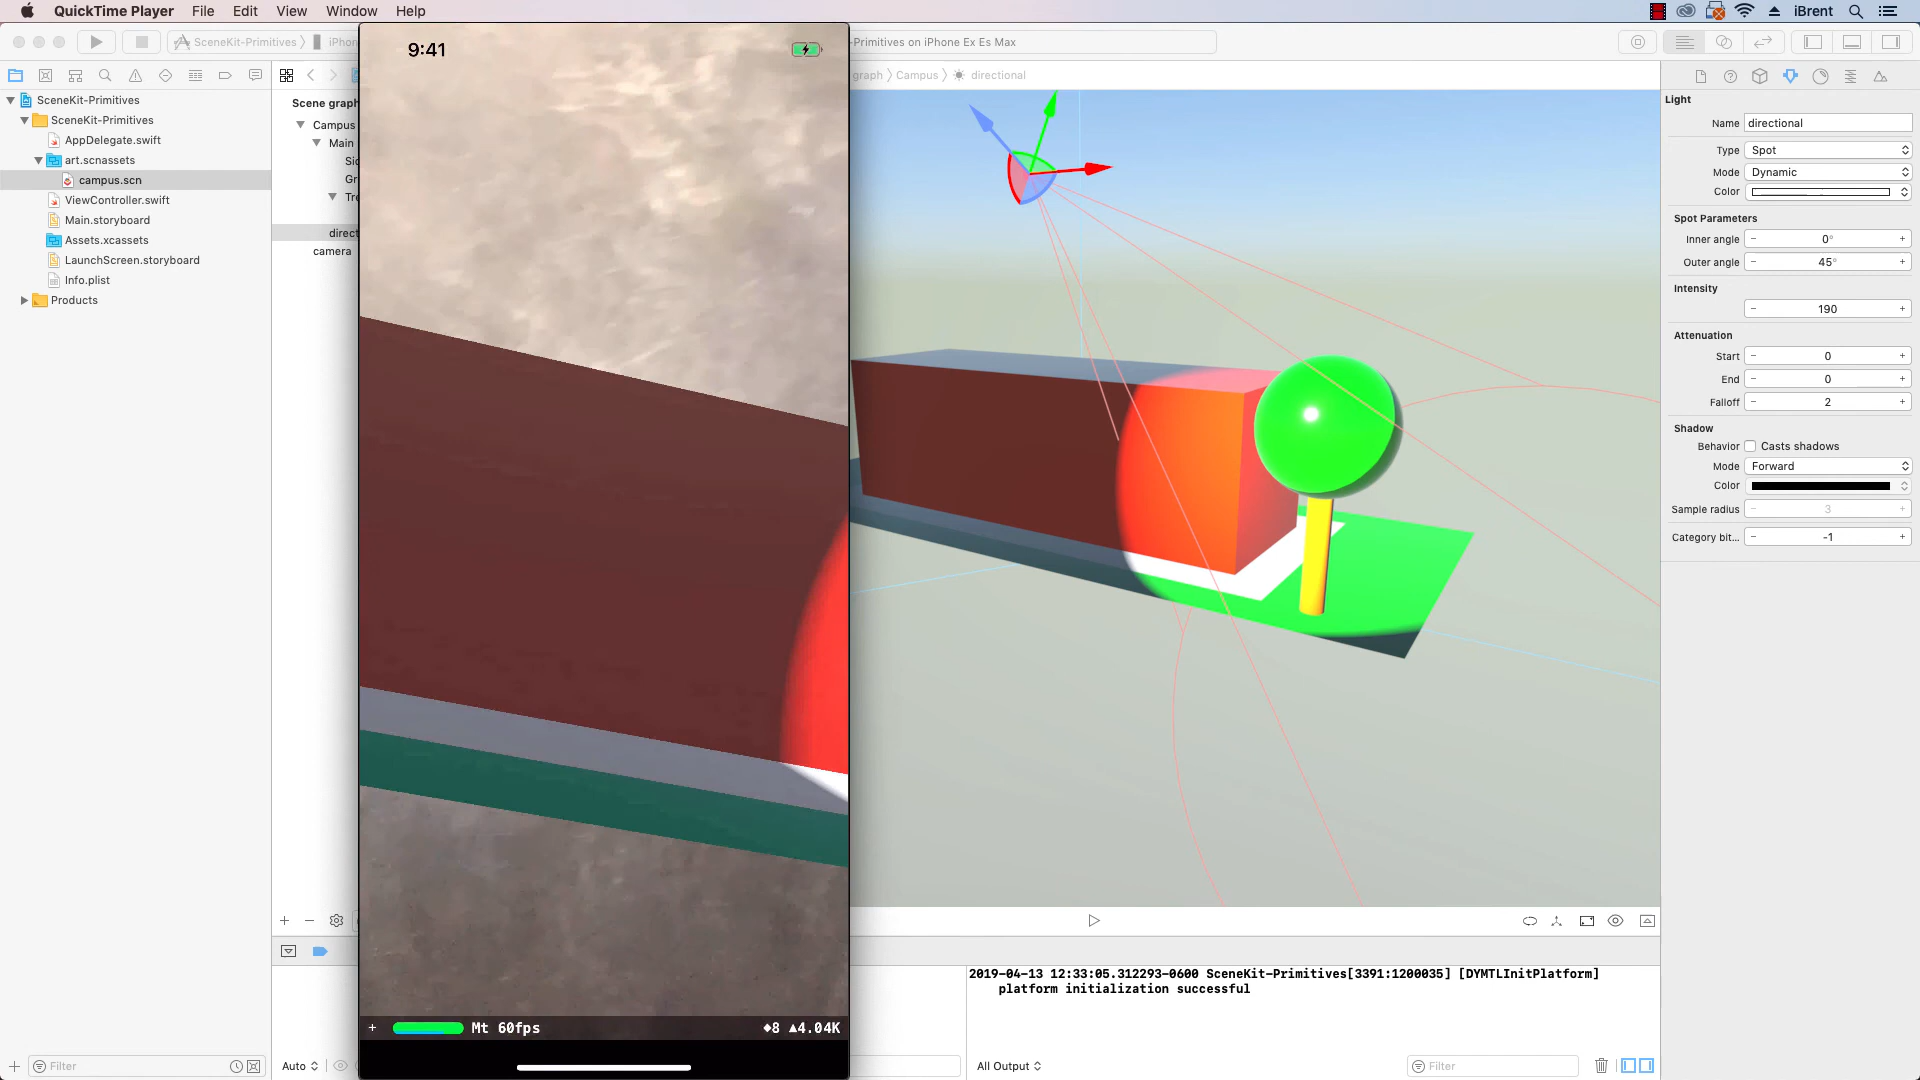 QuickTime Player File Edit View Window Help
iBrent
SceneKit-Primitives
iPhon
-Primitives on iPhone Ex Es Max
graph
Campus
directional
SceneKit-Primitives
SceneKit-Primitives
AppDelegate.swift
art.scnassets
campus.scn
ViewController.swift
Main.storyboard
Assets.xcassets
LaunchScreen.storyboard
Info.plist
Products
Scene graph
Campus
Main
Sic
Gr
Tre
direct
camera
9:41
+ Mt 60fps ◆8 ▲4.04K
Light
Name directional
Type Spot
Mode Dynamic
Color
Spot Parameters
Inner angle − 0° +
Outer angle − 45° +
Intensity
− 190 +
Attenuation
Start − 0 +
End − 0 +
Falloff − 2 +
Shadow
Behavior Casts shadows
Mode Forward
Color
Sample radius − 3 +
Category bit... − -1 +
2019-04-13 12:33:05.312293-0600 SceneKit-Primitives[3391:1200035] [DYMTLInitPlatform]
platform initialization successful
Filter
Auto
All Output
Filter